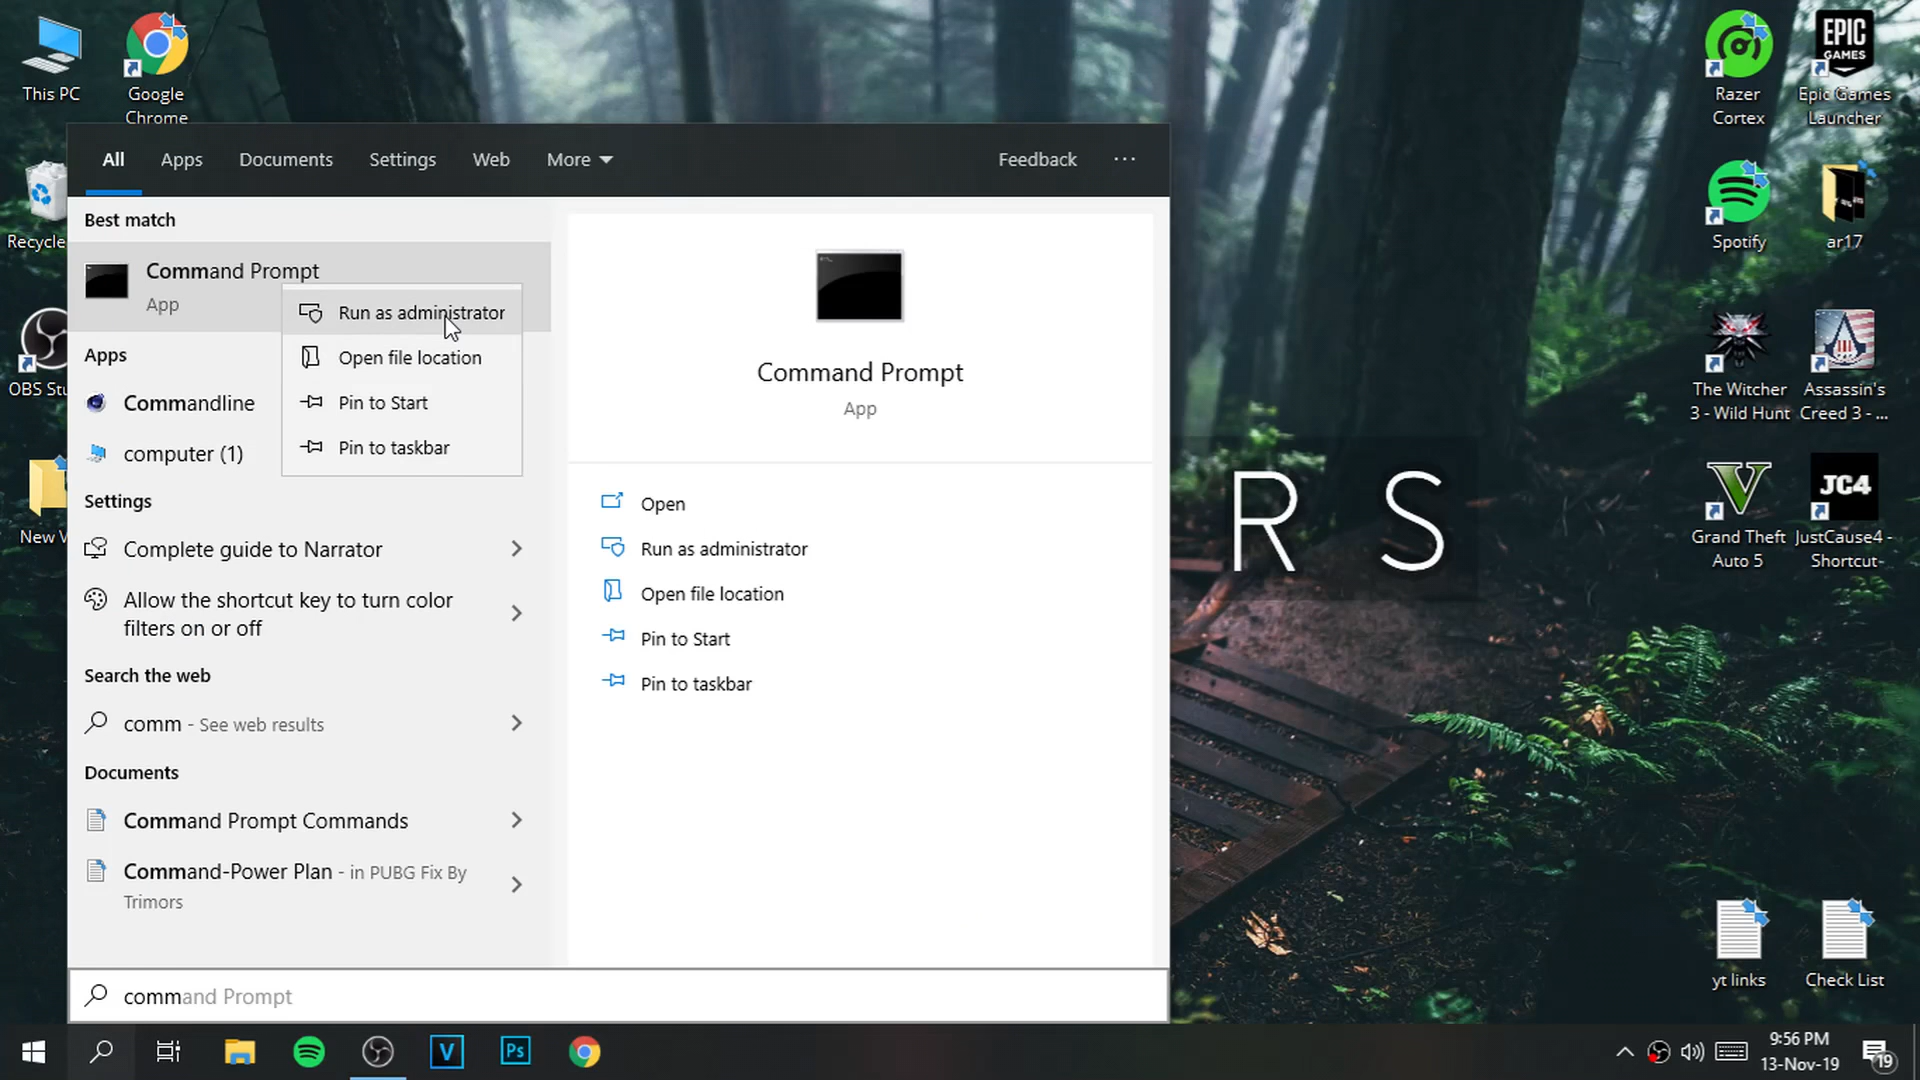 This PC
Google
Chrome
Recycle
OBS Stu
New V
All
Apps
Documents
Settings
Web
More
Feedback
Best match
Command Prompt
App
Run as administrator
Open file location
Pin to Start
Pin to taskbar
Apps
Commandline
computer (1)
Settings
Complete guide to Narrator
Allow the shortcut key to turn color
filters on or off
Search the web
comm - See web results
Documents
Command Prompt Commands
Command-Power Plan - in PUBG Fix By
Trimors
Command Prompt
App
Open
Run as administrator
Open file location
Pin to Start
Pin to taskbar
command Prompt
R S
Razer
Cortex
EPIC
GAMES
Epic Games
Launcher
Spotify
ar17
The Witcher
3 - Wild Hunt
Assassin's
Creed 3 - ...
V
Grand Theft
Auto 5
JC4
JustCause4 -
Shortcut-
yt links
Check List
V
Ps
9:56 PM
13-Nov-19
19